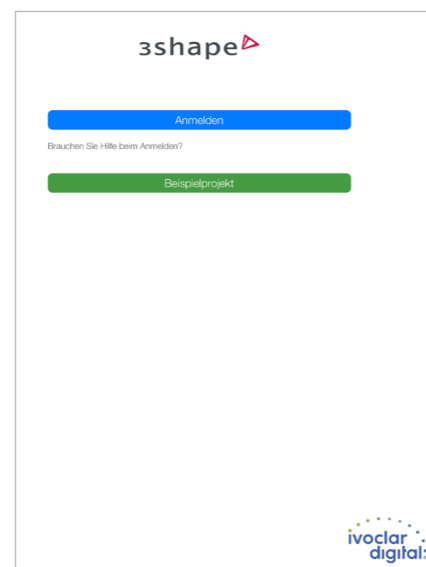 3shape
Anmelden
Brauchen Sie Hilfe beim Anmelden?
Beispielprojekt
ivoclar
digital: